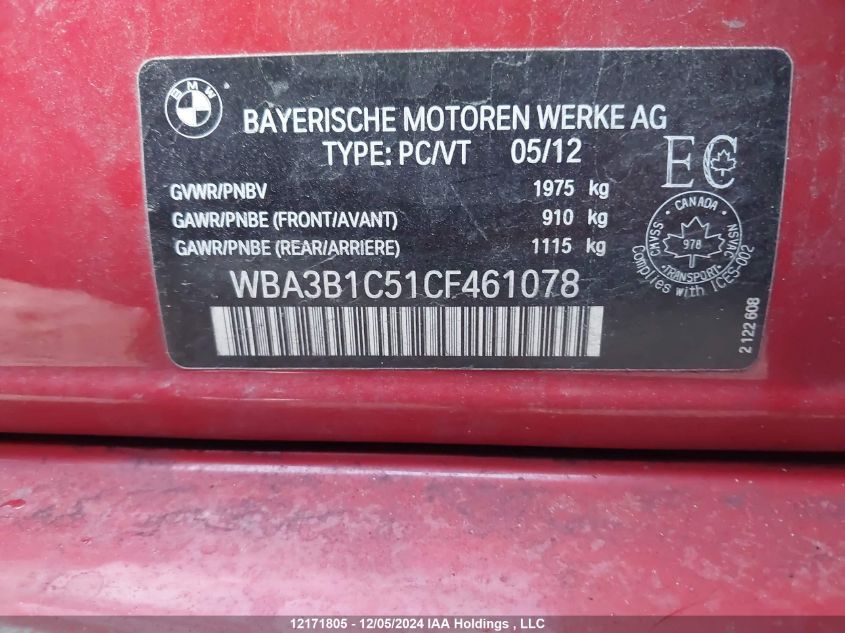 BMW
BAYERISCHE MOTOREN WERKE AG
TYPE: PC/VT 05/12
EC
GVWR/PNBV 1975 kg
GAWR/PNBE (FRONT/AVANT) 910 kg
GAWR/PNBE (REAR/ARRIERE) 1115 kg
CANADA
CMVSS
978
NSVAC
TRANSPORT
Complies with ICES-002
WBA3B1C51CF461078
2 122 608
12171805 - 12/05/2024 IAA Holdings , LLC